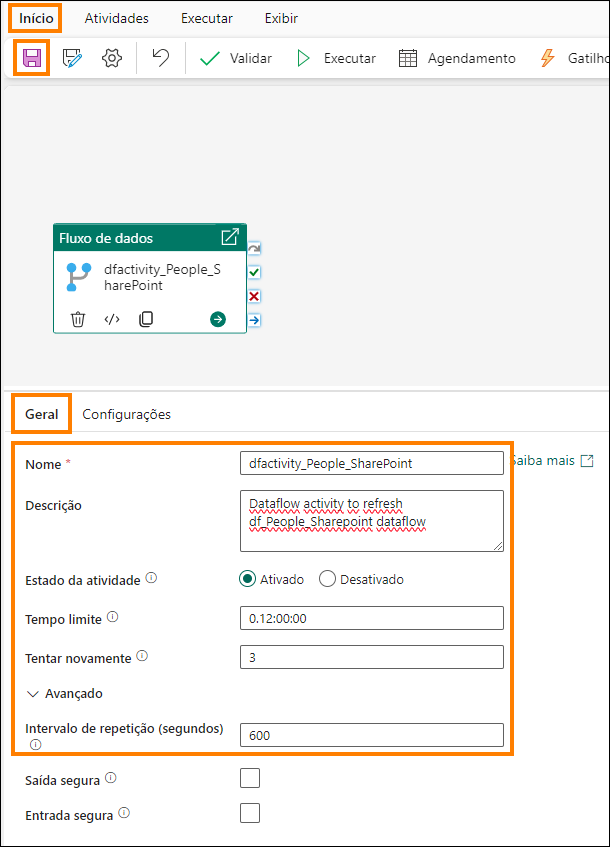 Início Atividades Executar Exibir
Validar Executar Agendamento Gatilho
Fluxo de dados
dfactivity_People_S
harePoint
Geral Configurações
Nome * dfactivity_People_SharePoint Saiba mais
Descrição Dataflow activity to refresh
df_People_Sharepoint dataflow
Estado da atividade Ativado Desativado
Tempo limite 0.12:00:00
Tentar novamente 3
Avançado
Intervalo de repetição (segundos) 600
Saída segura
Entrada segura